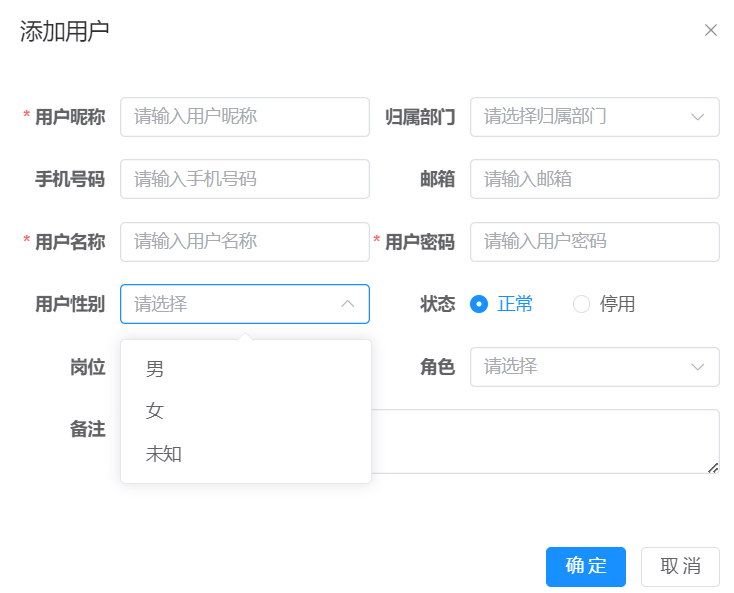 添加用户
* 用户昵称 请输入用户昵称 归属部门 请选择归属部门
手机号码 请输入手机号码 邮箱 请输入邮箱
* 用户名称 请输入用户名称 * 用户密码 请输入用户密码
用户性别 请选择 状态 正常 停用
岗位 男 角色 请选择
女
备注
未知
确 定 取 消